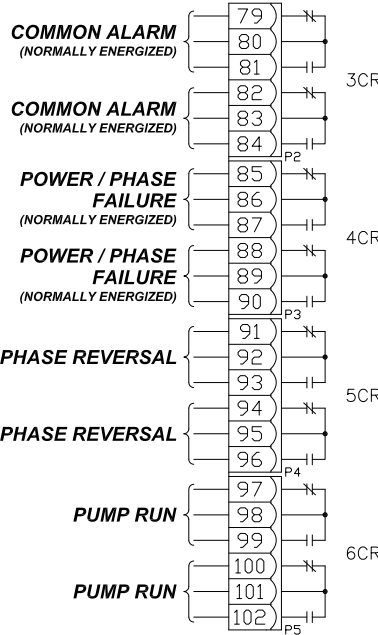 COMMON ALARM
(NORMALLY ENERGIZED)
79
80
81
3CR
COMMON ALARM
(NORMALLY ENERGIZED)
82
83
84
P2
POWER / PHASE
FAILURE
(NORMALLY ENERGIZED)
85
86
87
4CR
POWER / PHASE
FAILURE
(NORMALLY ENERGIZED)
88
89
90
P3
PHASE REVERSAL
91
92
93
5CR
PHASE REVERSAL
94
95
96
P4
PUMP RUN
97
98
99
6CR
PUMP RUN
100
101
102
P5